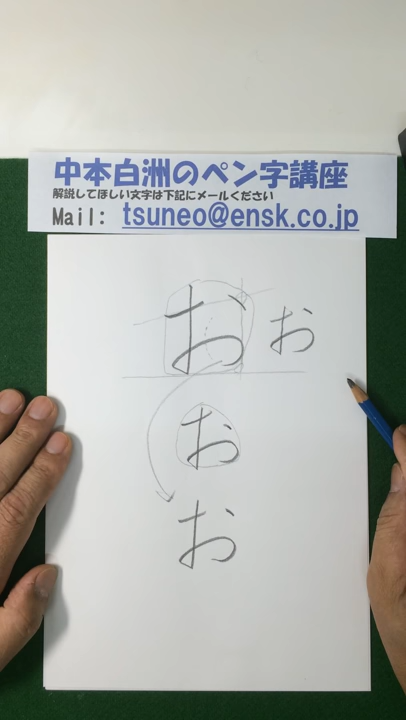 中本白洲のペン字講座
解説してほしい文字は下記にメールください
Mail: tsuneo@ensk.co.jp
お お
お
お